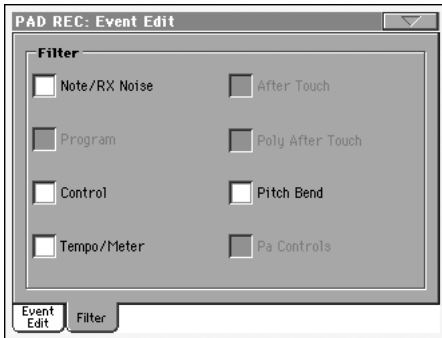 PAD REC: Event Edit
Filter
Note/RX Noise
After Touch
Program
Poly After Touch
Control
Pitch Bend
Tempo/Meter
Pa Controls
Event
Edit
Filter